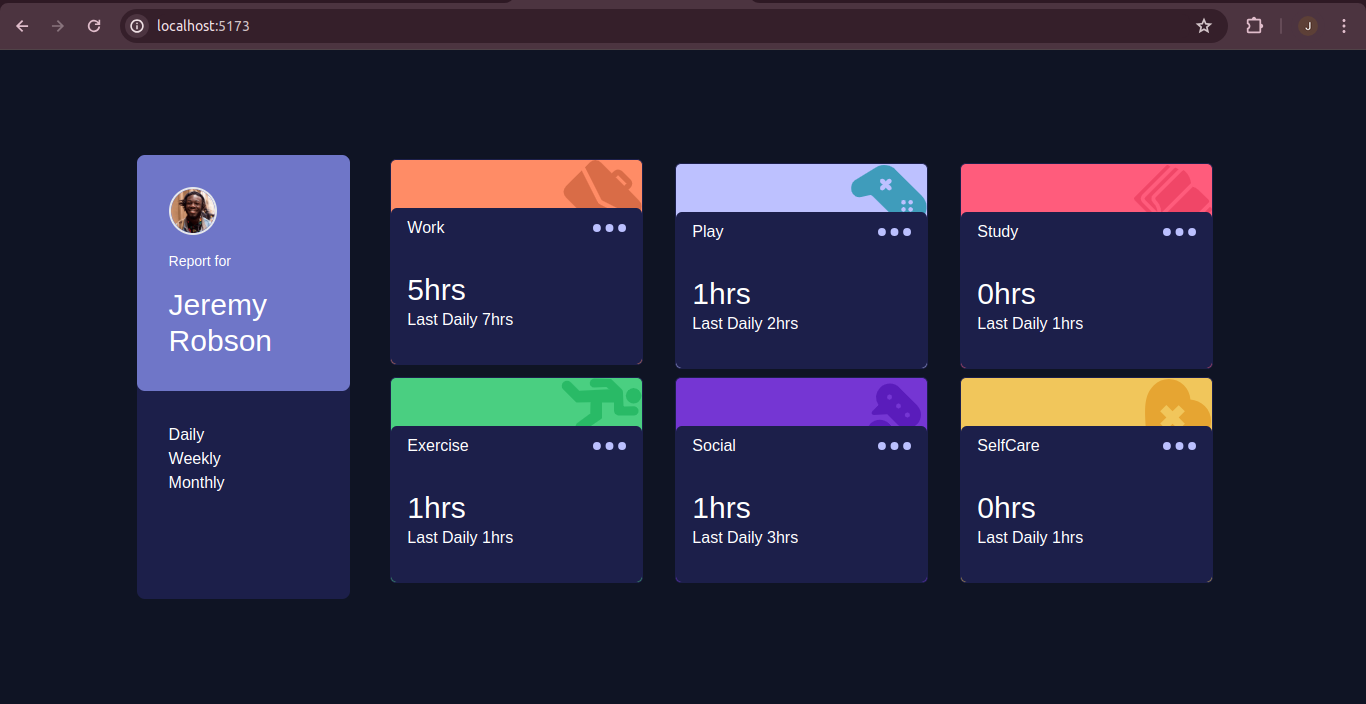 localhost:5173
J
Report for
Jeremy
Robson
Daily
Weekly
Monthly
Work
5hrs
Last Daily 7hrs
Play
1hrs
Last Daily 2hrs
Study
0hrs
Last Daily 1hrs
Exercise
1hrs
Last Daily 1hrs
Social
1hrs
Last Daily 3hrs
SelfCare
0hrs
Last Daily 1hrs